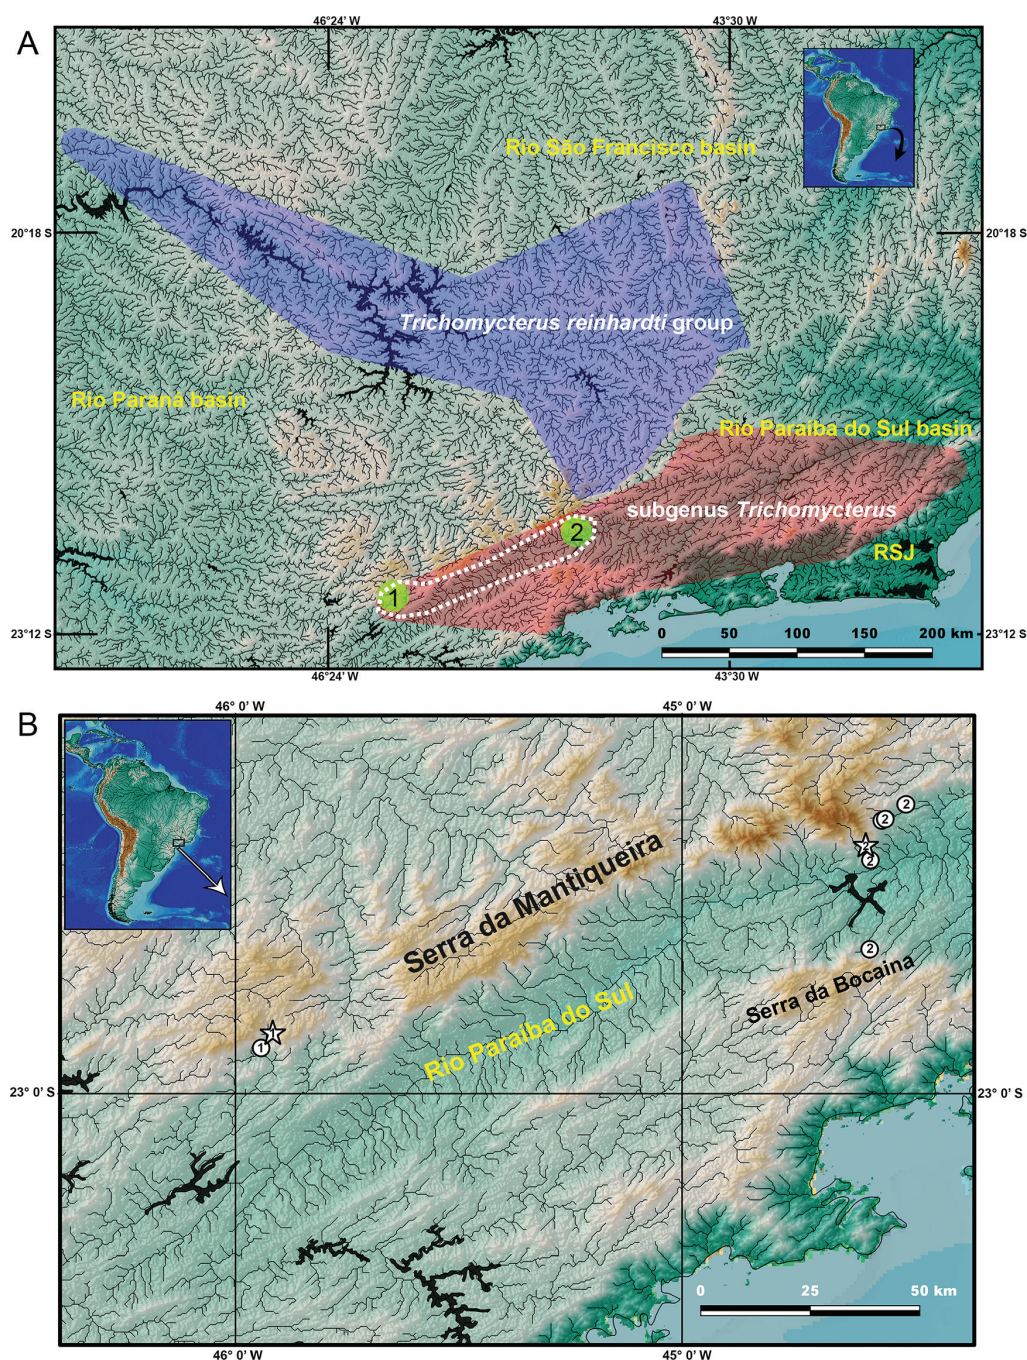 A
46°24' W
43°30' W
Rio São Francisco basin
20°18 S
20°18 S
Trichomycterus reinhardti group
Rio Paraná basin
Rio Paraíba do Sul basin
subgenus Trichomycterus
2
RSJ
1
0 50 100 150 200 km
23°12 S
23°12 S
46°24' W
43°30' W
B
46° 0' W
45° 0' W
2
2
2
2
Serra da Mantiqueira
2
Serra da Bocaina
Rio Paraíba do Sul
1
1
23° 0' S
23° 0' S
0 25 50 km
46° 0' W
45° 0' W